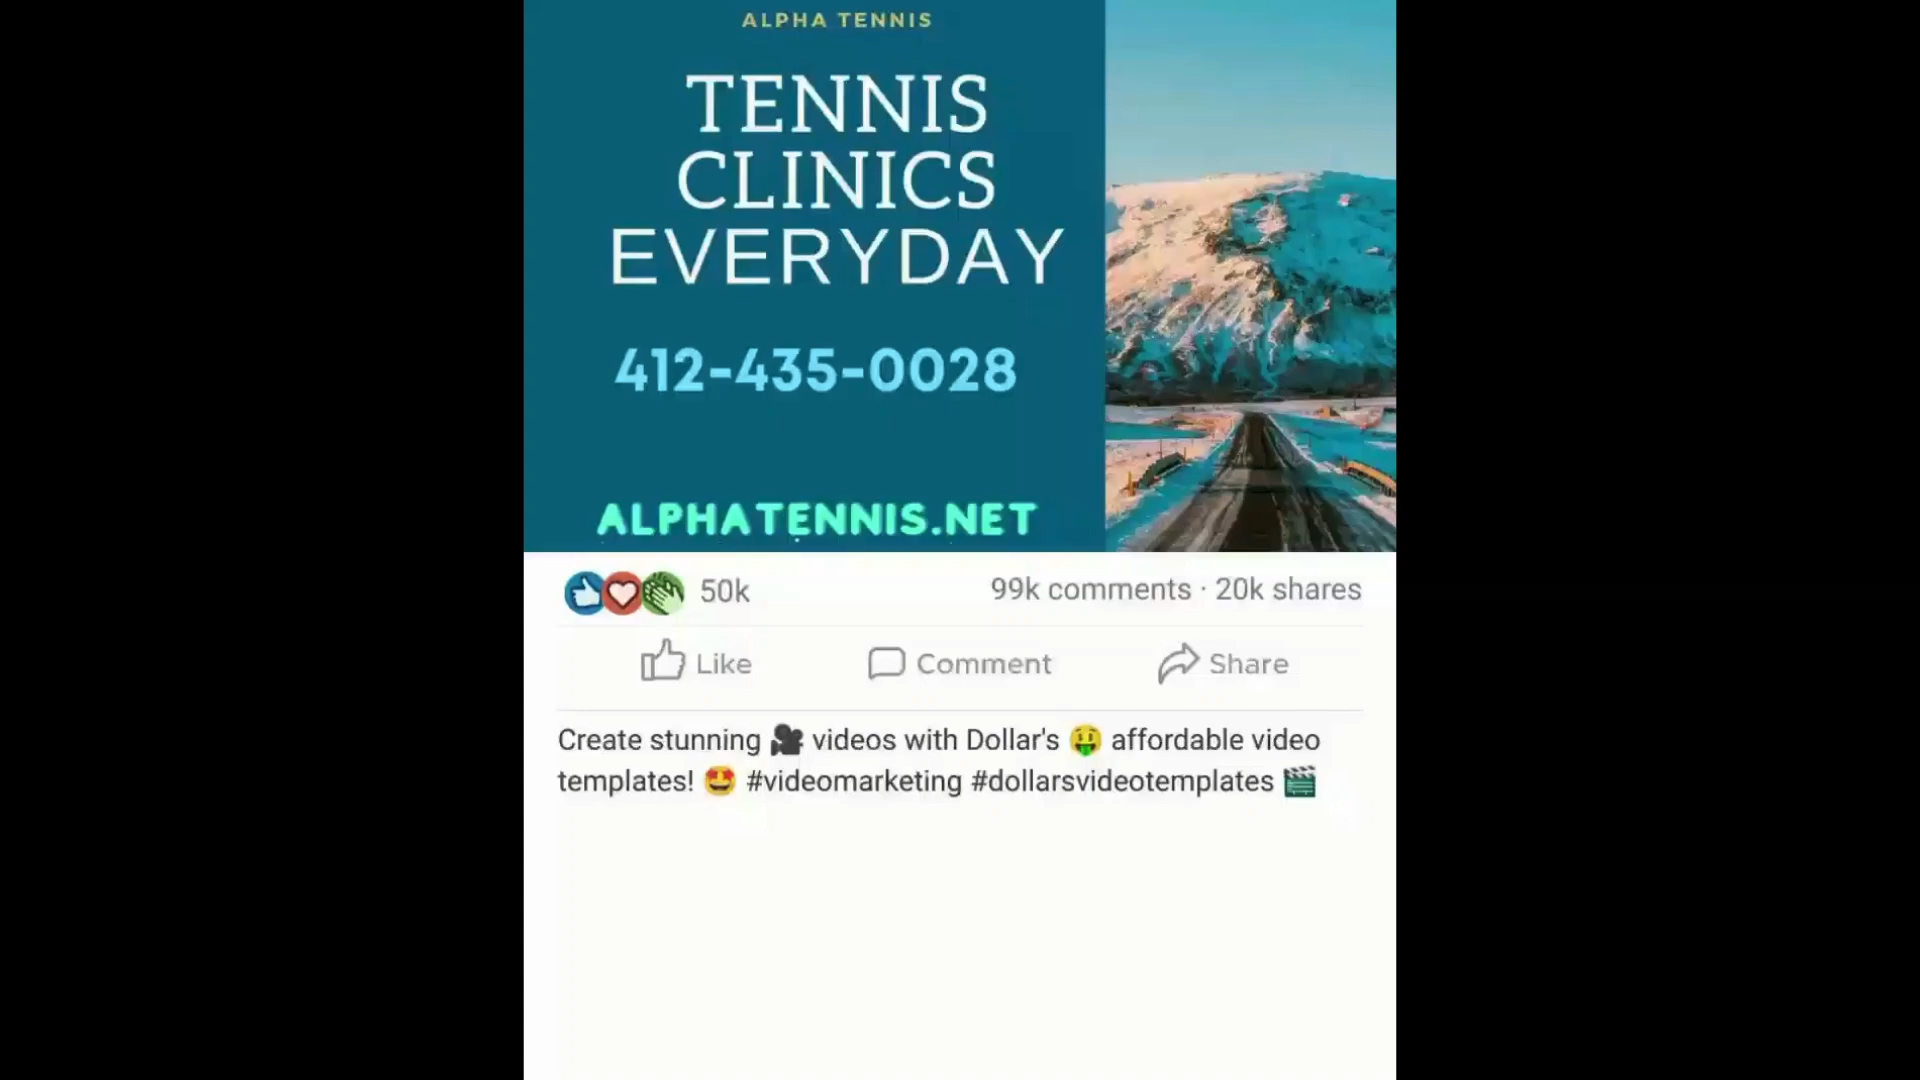 ALPHA TENNIS
TENNIS
CLINICS
EVERYDAY
412-435-0028
ALPHATENNIS.NET
50k
99k comments · 20k shares
Like
Comment
Share
Create stunning 🎥 videos with Dollar's 🤑 affordable video
templates! 🤩 #videomarketing #dollarsvideotemplates 🎬